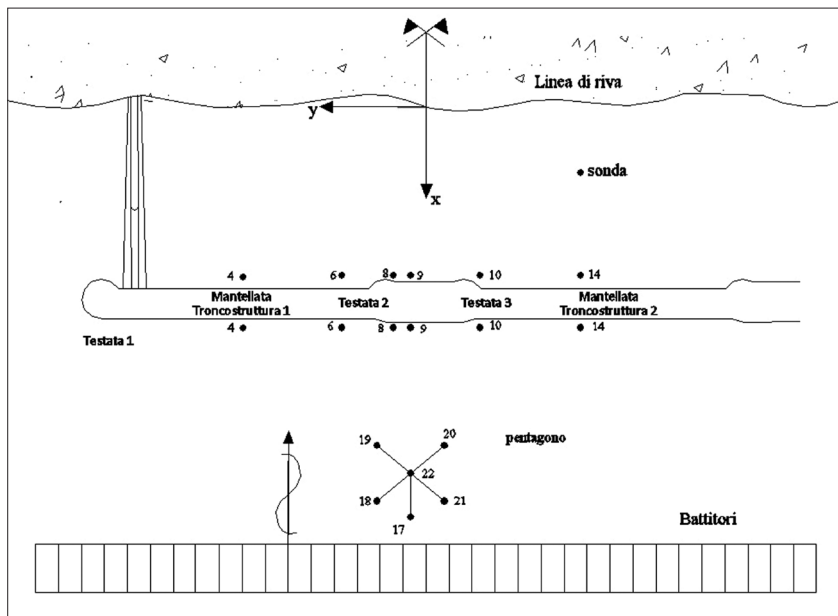 Linea di riva
y
sonda
x
4 6 8 9 10 14
Mantellata
Troncostruttura 1
Testata 2
Testata 3
Mantellata
Troncostruttura 2
4 6 8 9 10 14
Testata 1
19 20
pentagono
22
18 21
17
Battitori